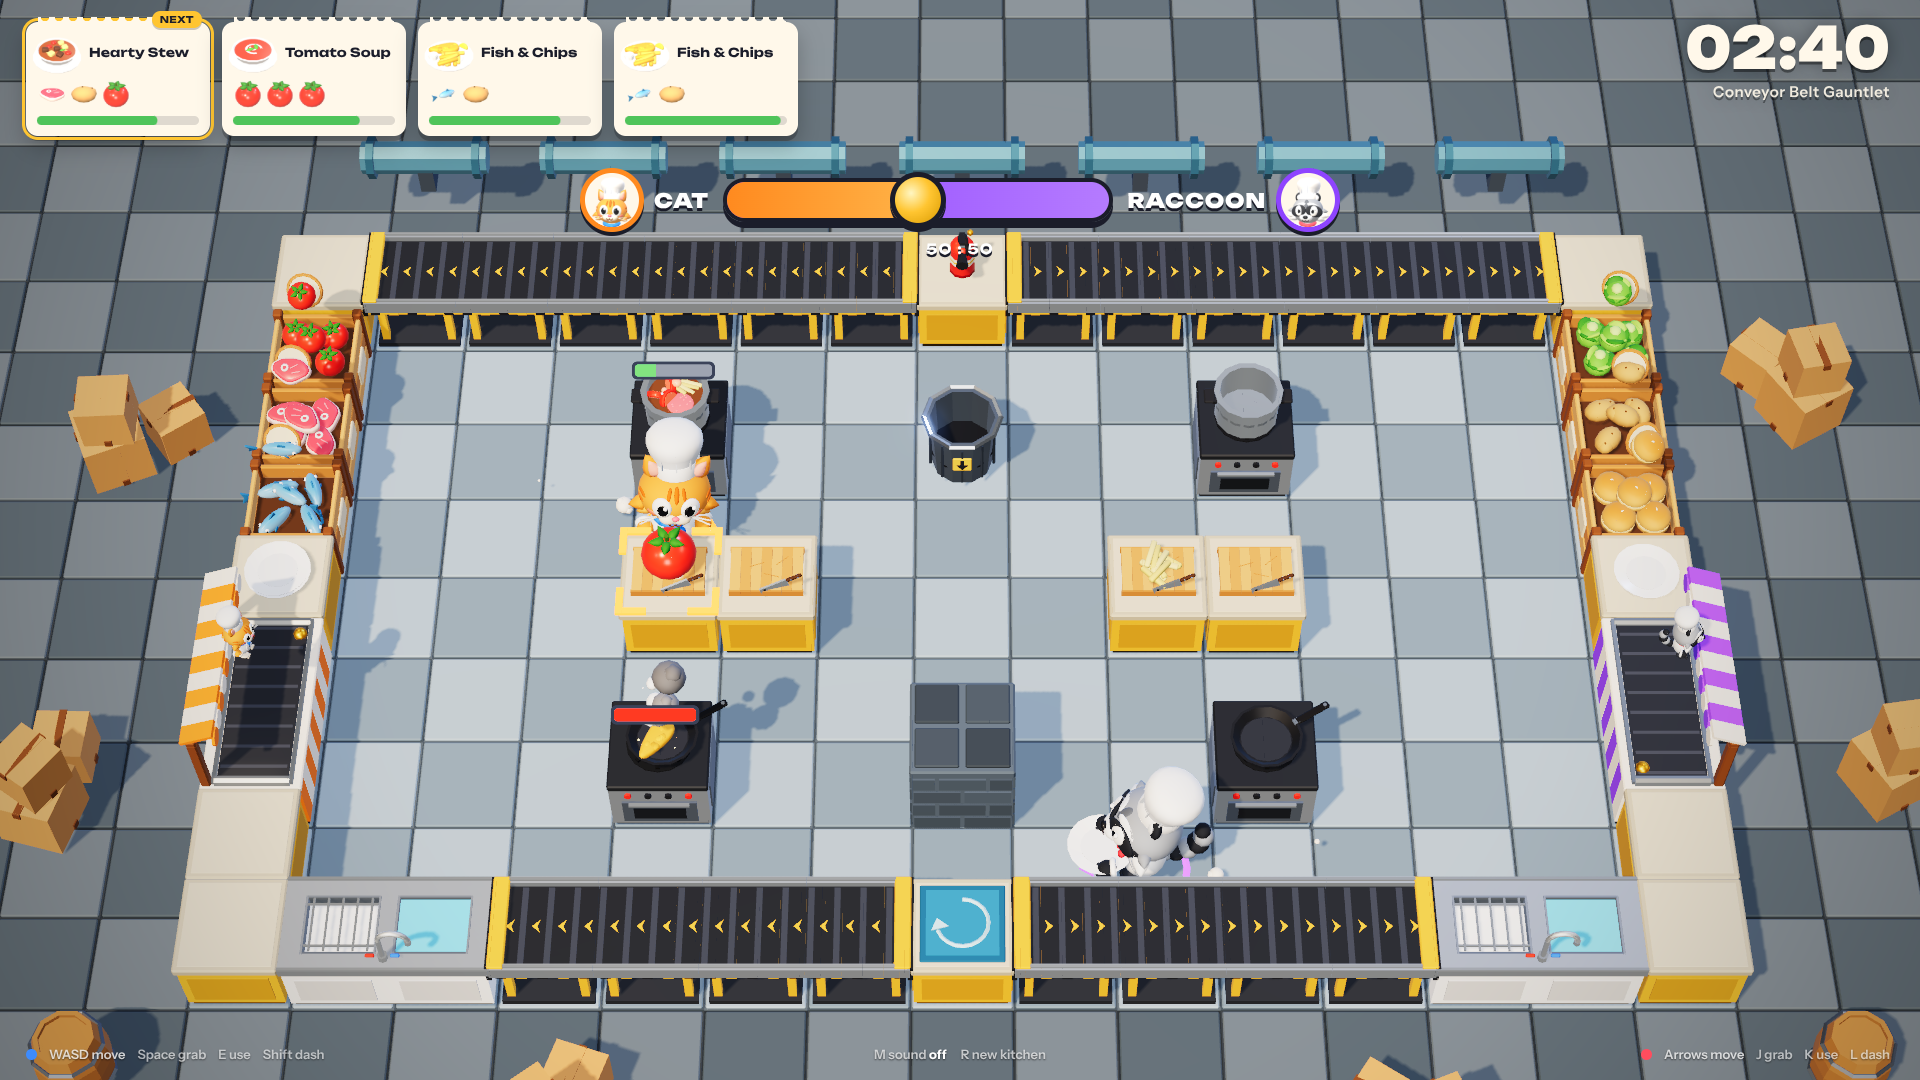 NEXT
Hearty Stew
Tomato Soup
Fish & Chips
Fish & Chips
02:40
Conveyor Belt Gauntlet
CAT
RACCOON
50 50
WASD move Space grab E use Shift dash
M sound off R new kitchen
Arrows move J grab K use L dash